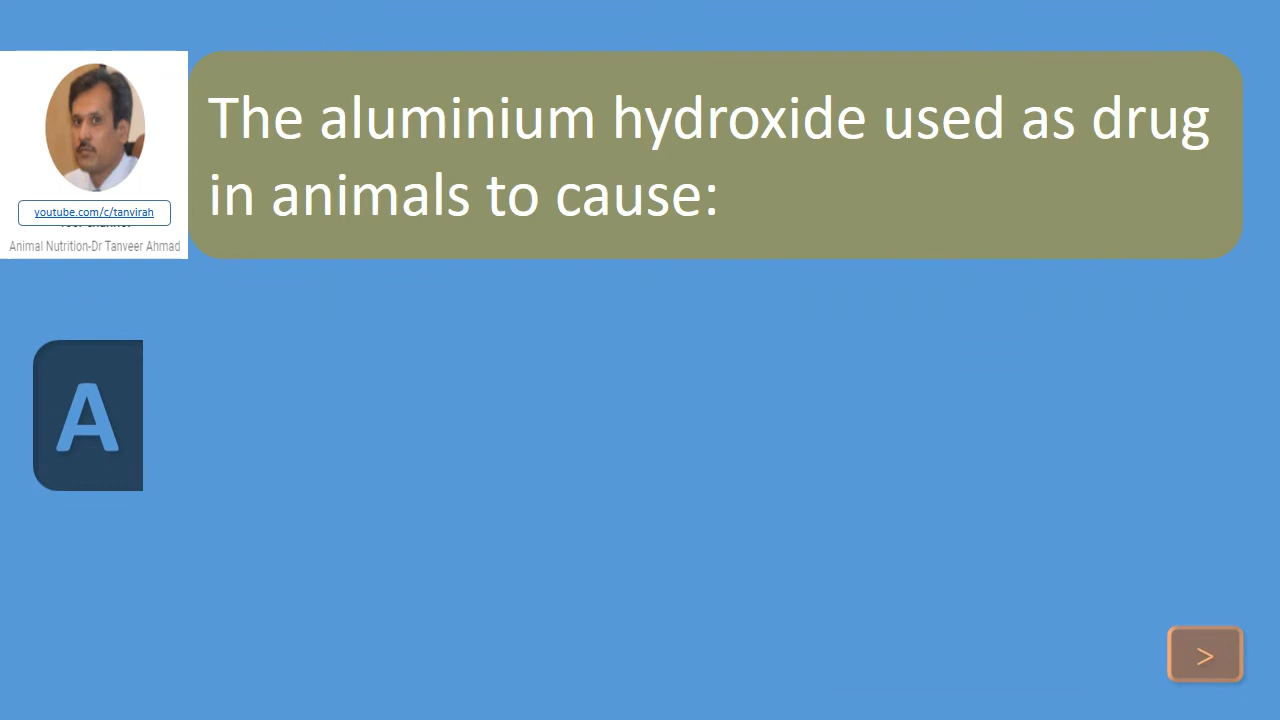 The aluminium hydroxide used as drug
in animals to cause:
youtube.com/c/tanvirah
Animal Nutrition-Dr Tanveer Ahmad
A
>